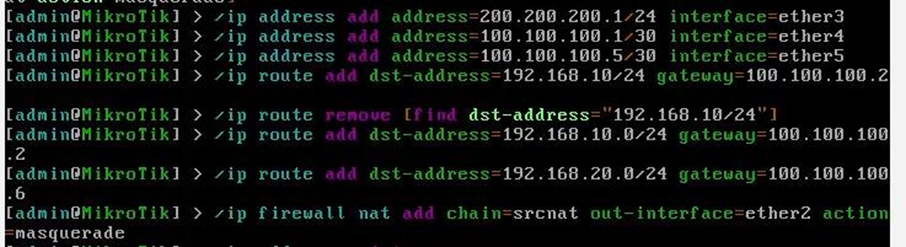 at action=masquerade]
[admin@MikroTik] > /ip address add address=200.200.200.1/24 interface=ether3
[admin@MikroTik] > /ip address add address=100.100.100.1/30 interface=ether4
[admin@MikroTik] > /ip address add address=100.100.100.5/30 interface=ether5
[admin@MikroTik] > /ip route add dst-address=192.168.10/24 gateway=100.100.100.2
[admin@MikroTik] > /ip route remove [find dst-address="192.168.10/24"]
[admin@MikroTik] > /ip route add dst-address=192.168.10.0/24 gateway=100.100.100
.2
[admin@MikroTik] > /ip route add dst-address=192.168.20.0/24 gateway=100.100.100
.6
[admin@MikroTik] > /ip firewall nat add chain=srcnat out-interface=ether2 action
=masquerade